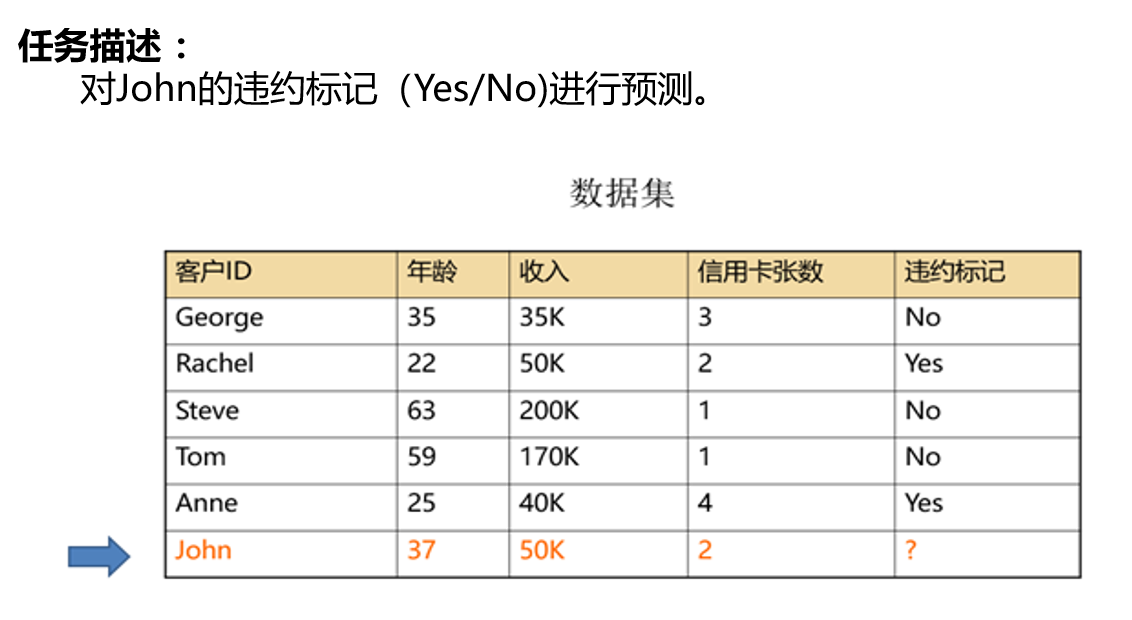 任务描述：
对John的违约标记（Yes/No)进行预测。
数据集
客户ID 年龄 收入 信用卡张数 违约标记
George 35 35K 3 No
Rachel 22 50K 2 Yes
Steve 63 200K 1 No
Tom 59 170K 1 No
Anne 25 40K 4 Yes
John 37 50K 2 ?